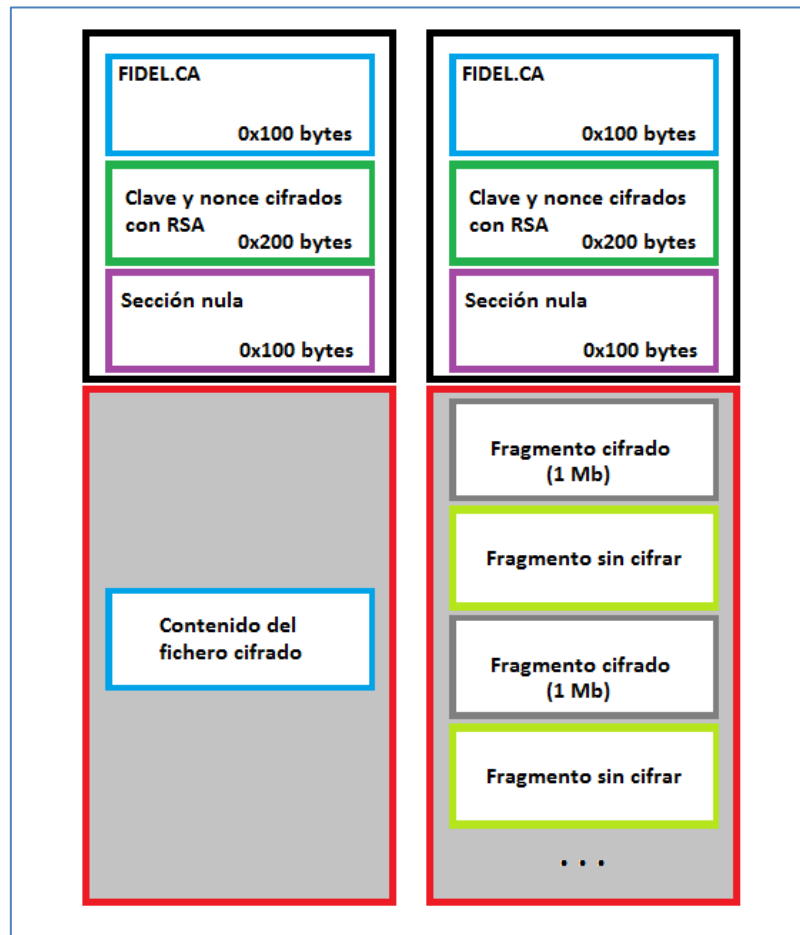 FIDEL.CA
0x100 bytes
Clave y nonce cifrados
con RSA
0x200 bytes
Sección nula
0x100 bytes
Contenido del
fichero cifrado
FIDEL.CA
0x100 bytes
Clave y nonce cifrados
con RSA
0x200 bytes
Sección nula
0x100 bytes
Fragmento cifrado
(1 Mb)
Fragmento sin cifrar
Fragmento cifrado
(1 Mb)
Fragmento sin cifrar
. . .